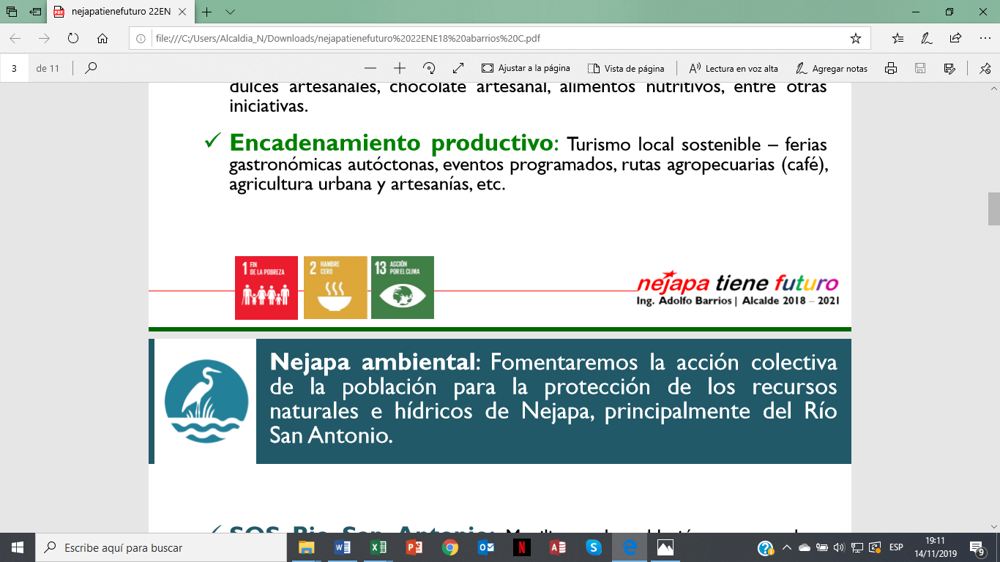 nejapatienefuturo 22EN
file:///C:/Users/Alcaldia_N/Downloads/nejapatienefuturo%2022ENE18%20abarrios%20C.pdf
3 de 11 Ajustar a la página Vista de página Lectura en voz alta Agregar notas
dulces artesanales, chocolate artesanal, alimentos nutritivos, entre otras
iniciativas.
✓ Encadenamiento productivo: Turismo local sostenible – ferias
gastronómicas autóctonas, eventos programados, rutas agropecuarias (café),
agricultura urbana y artesanías, etc.
1 FIN
DE LA POBREZA
2 HAMBRE
CERO
13 ACCIÓN
POR EL CLIMA
nejapa tiene futuro
Ing. Adolfo Barrios | Alcalde 2018 – 2021
Nejapa ambiental: Fomentaremos la acción colectiva
de la población para la protección de los recursos
naturales e hídricos de Nejapa, principalmente del Río
San Antonio.
✓ SOS Rio San Antonio:
Escribe aquí para buscar
ESP
19:11
14/11/2019
9